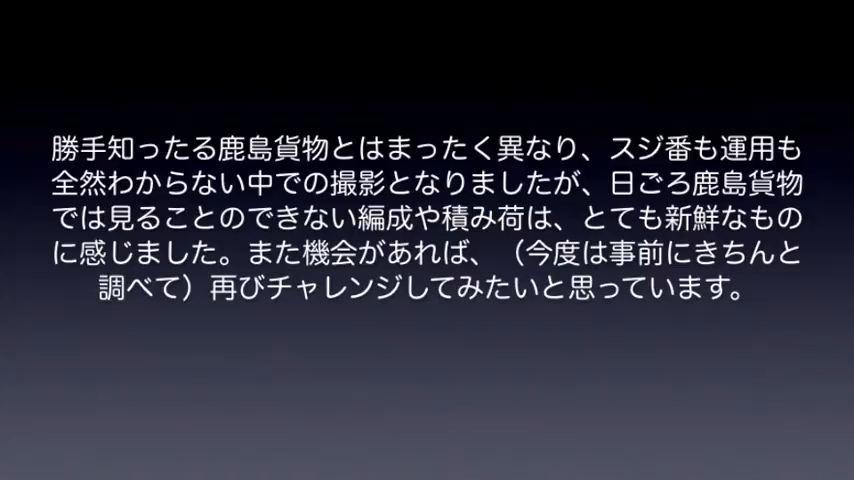 勝手知ったる鹿島貨物とはまったく異なり、スジ番も運用も
全然わからない中での撮影となりましたが、日ごろ鹿島貨物
では見ることのできない編成や積み荷は、とても新鮮なもの
に感じました。また機会があれば、（今度は事前にきちんと
調べて）再びチャレンジしてみたいと思っています。